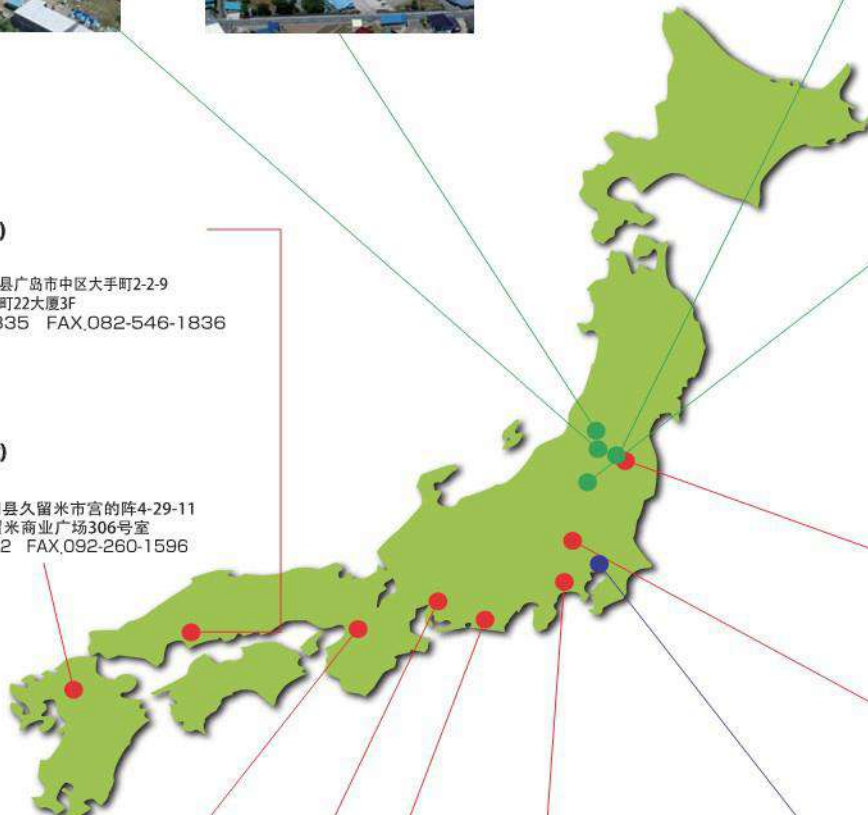 )
县广岛市中区大手町2-2-9
町22大厦3F
835 FAX.082-546-1836
)
县久留米市宫的阵4-29-11
米商业广场306号室
2 FAX.092-260-1596